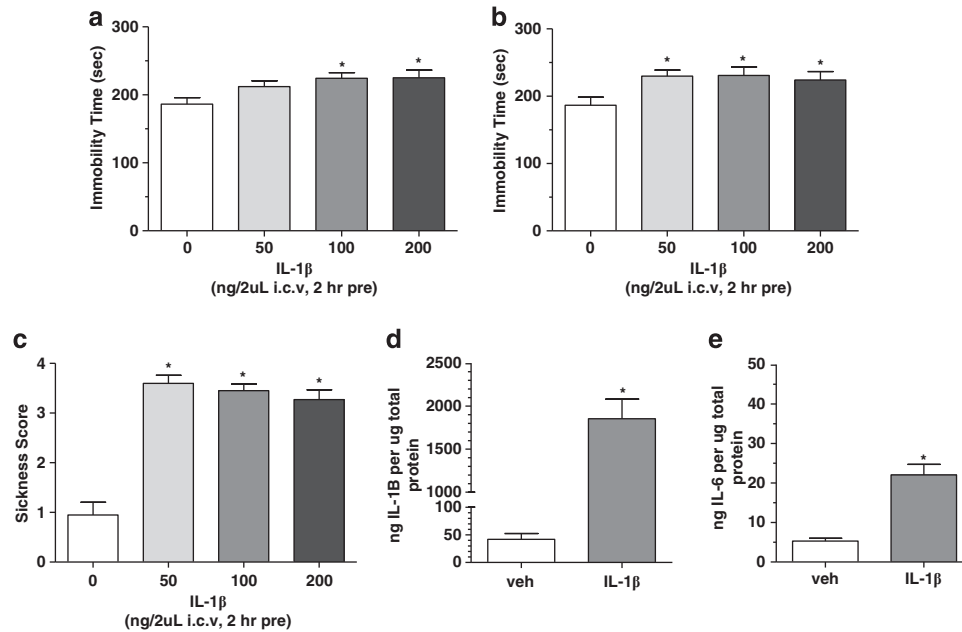 a
300
200
100
0
Immobility Time (sec)
*
*
0 50 100 200
IL-1β
(ng/2uL i.c.v, 2 hr pre)
b
300
200
100
0
Immobility Time (sec)
*
*
*
0 50 100 200
IL-1β
(ng/2uL i.c.v, 2 hr pre)
c
4
3
2
1
0
Sickness Score
*
*
*
0 50 100 200
IL-1β
(ng/2uL i.c.v, 2 hr pre)
d
2500
2000
1500
1000
100
50
0
ng IL-1B per ug total
protein
*
veh IL-1β
e
50
40
30
20
10
5
0
ng IL-6 per ug total
protein
*
veh IL-1β